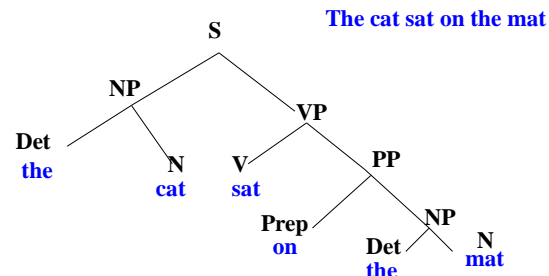 The cat sat on the mat
S
NP
VP
Det
the
N
cat
V
sat
PP
Prep
on
NP
Det
the
N
mat